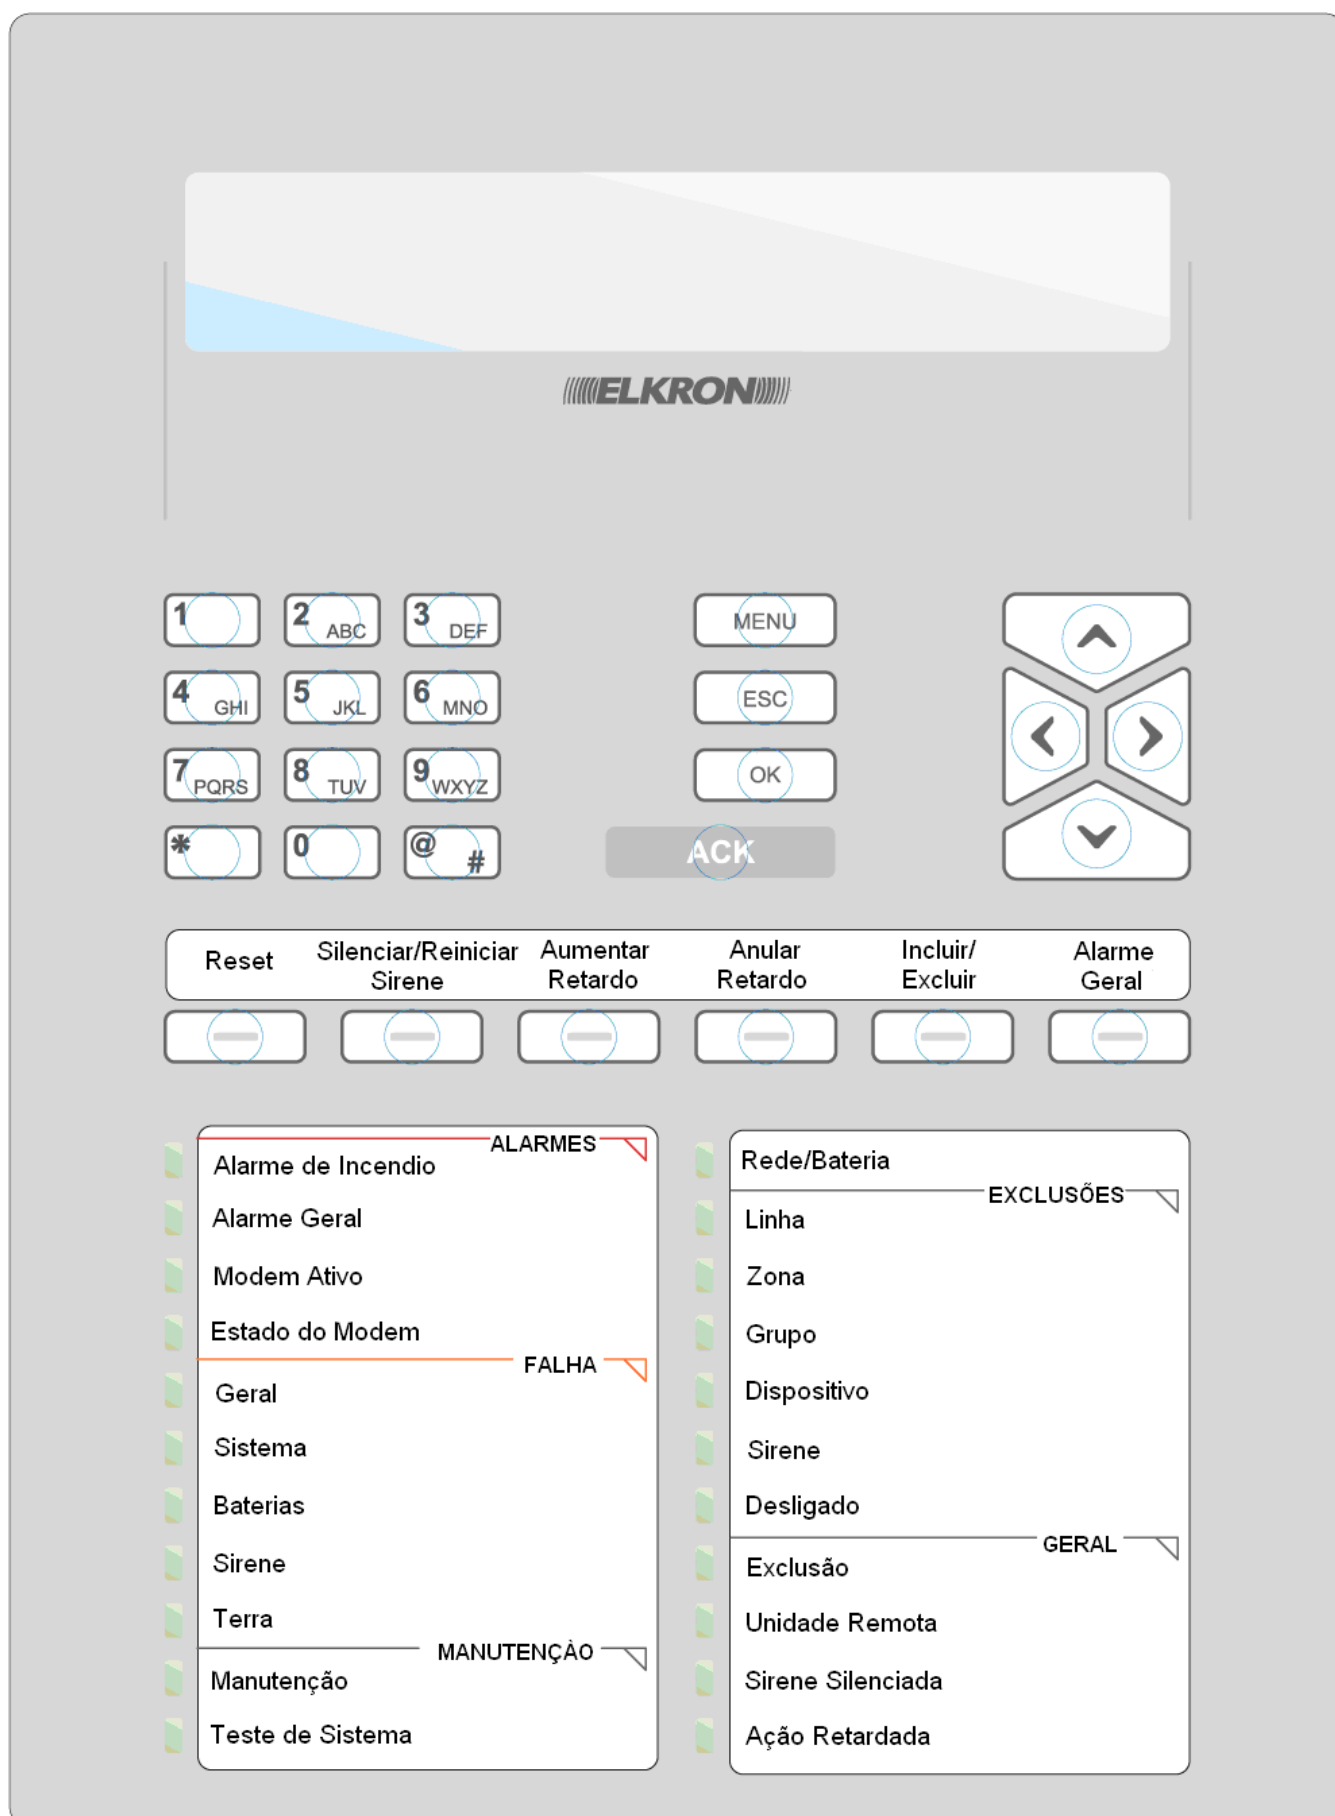 ELKRON
1
2 ABC
3 DEF
MENU
4 GHI
5 JKL
6 MNO
ESC
7 PQRS
8 TUV
9 WXYZ
OK
*
0
@ #
ACK
Reset
Silenciar/Reiniciar
Sirene
Aumentar
Retardo
Anular
Retardo
Incluir/
Excluir
Alarme
Geral
ALARMES
Alarme de Incendio
Alarme Geral
Modem Ativo
Estado do Modem
FALHA
Geral
Sistema
Baterias
Sirene
Terra
MANUTENÇÀO
Manutenção
Teste de Sistema
Rede/Bateria
EXCLUSÕES
Linha
Zona
Grupo
Dispositivo
Sirene
Desligado
GERAL
Exclusão
Unidade Remota
Sirene Silenciada
Ação Retardada